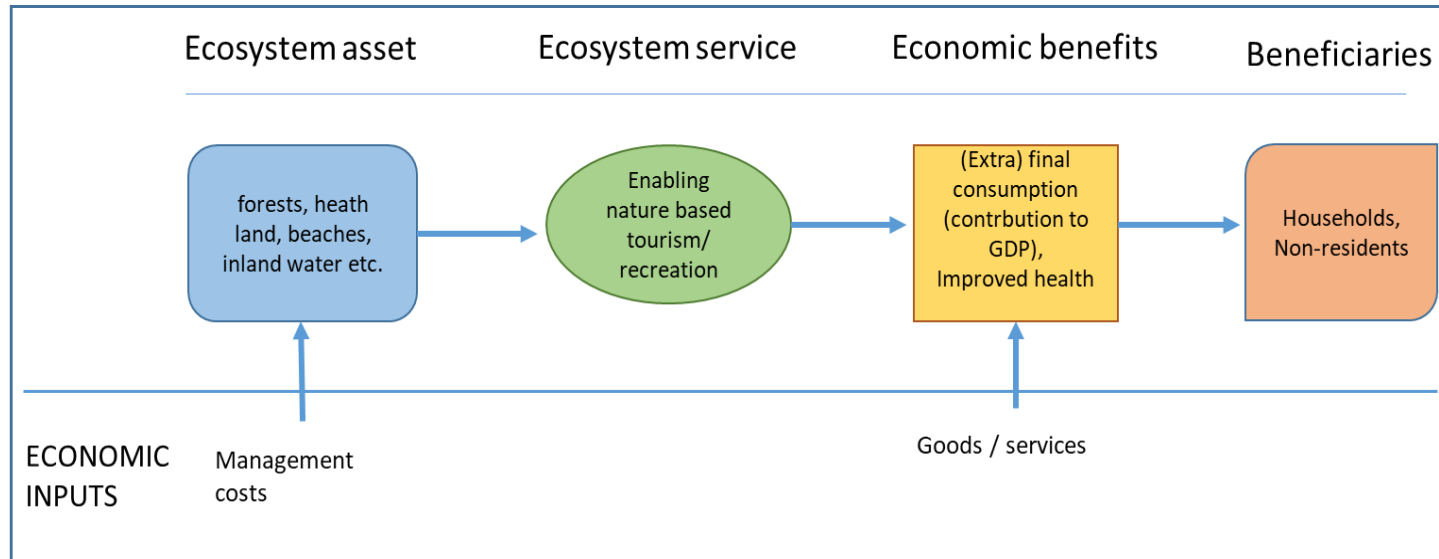 Ecosystem asset
Ecosystem service
Economic benefits
Beneficiaries
forests, heath
land, beaches,
inland water etc.
Enabling
nature based
tourism/
recreation
(Extra) final
consumption
(contrbution to
GDP),
Improved health
Households,
Non-residents
ECONOMIC
INPUTS
Management
costs
Goods / services